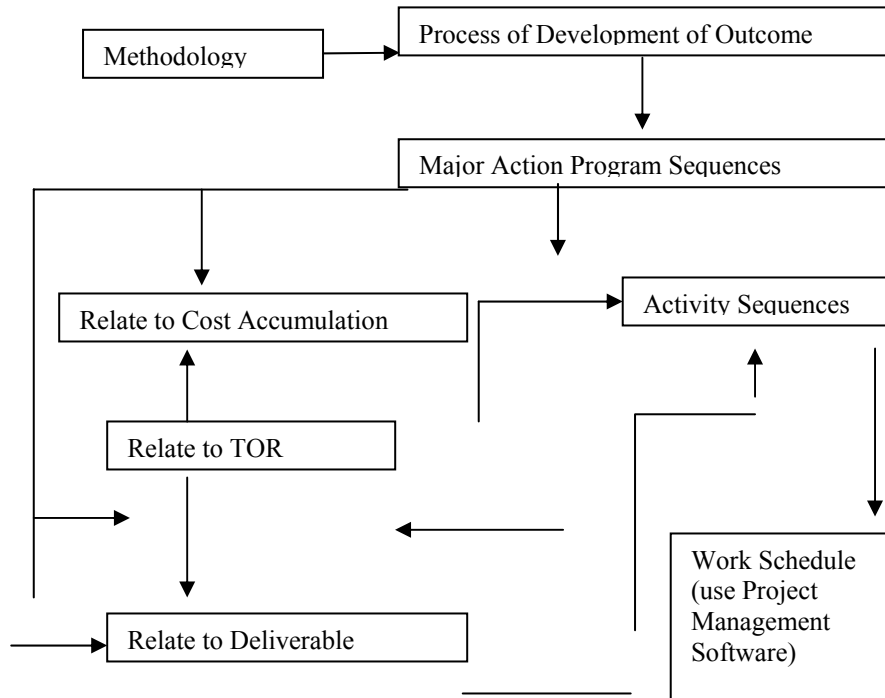 Process of Development of Outcome
Methodology
Major Action Program Sequences
Relate to Cost Accumulation
Activity Sequences
Relate to TOR
Work Schedule
(use Project
Management
Software)
Relate to Deliverable